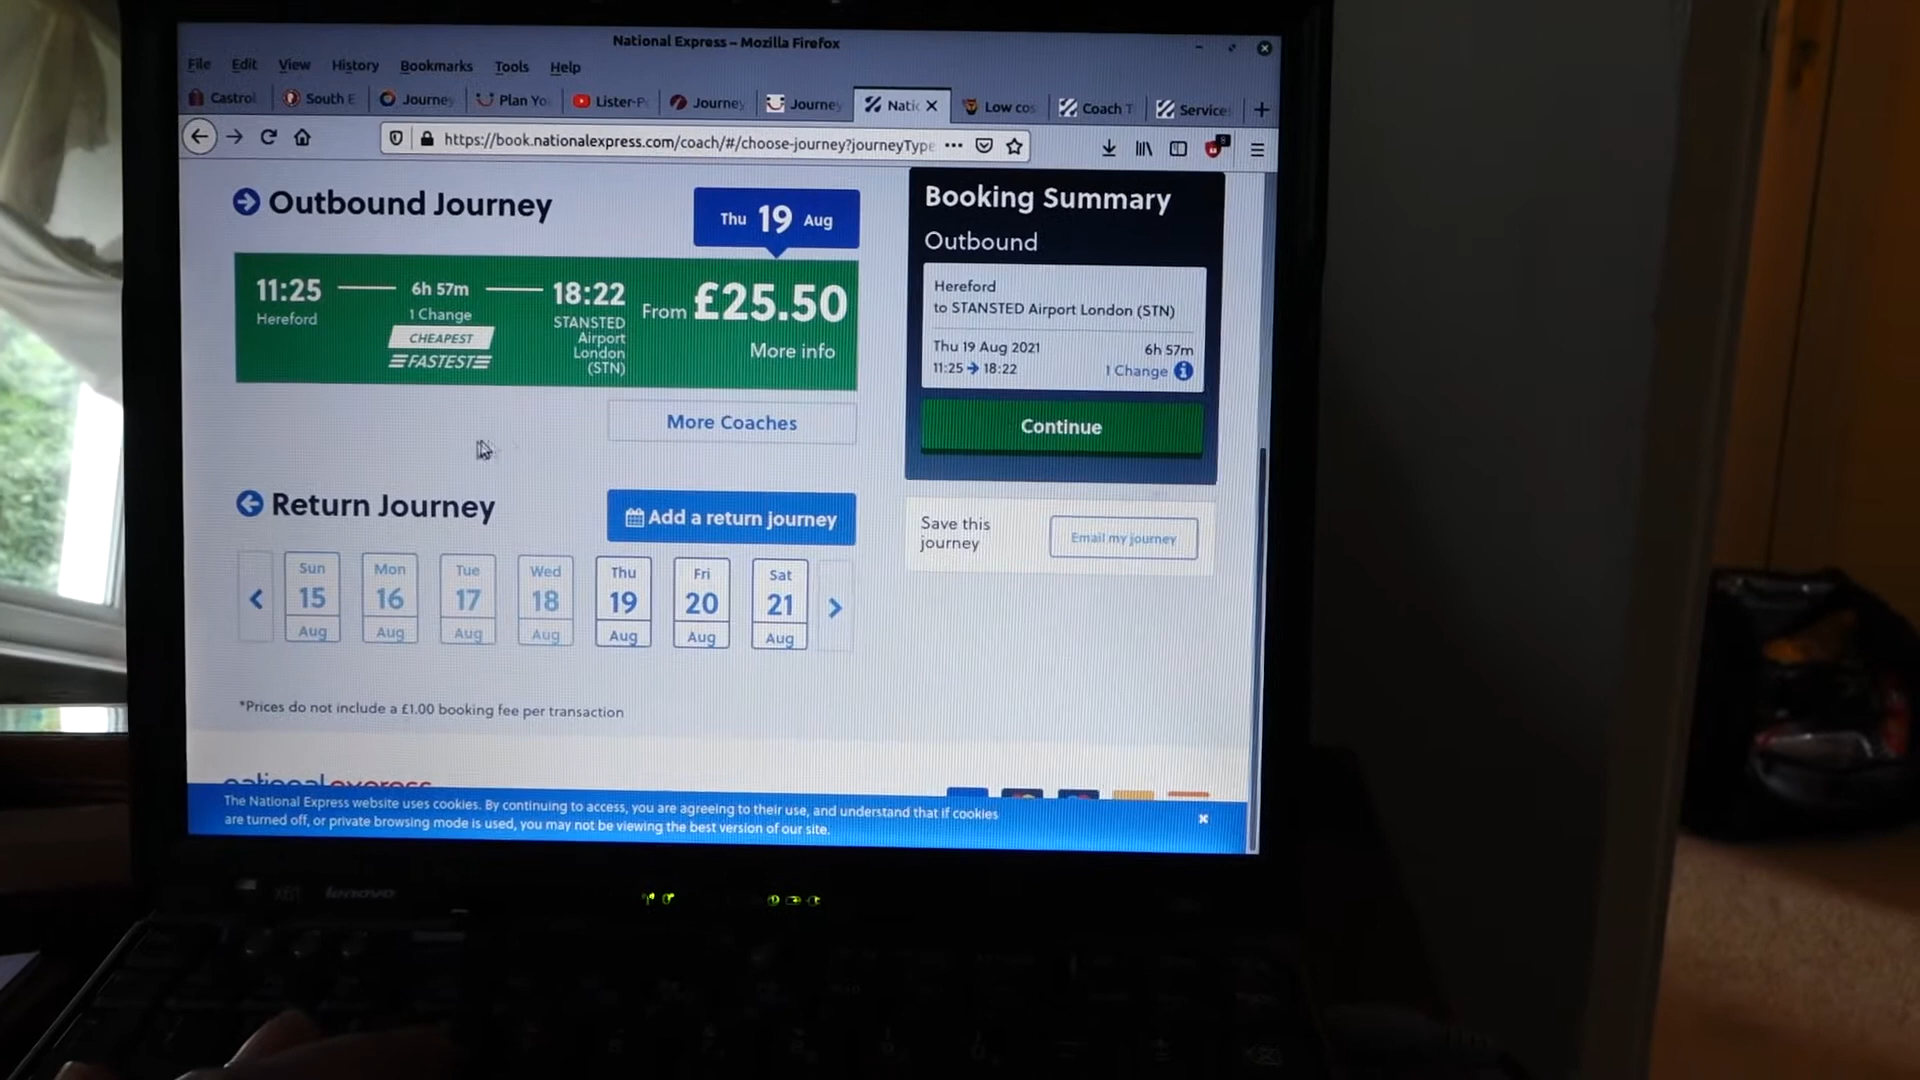 National Express – Mozilla Firefox
File Edit View History Bookmarks Tools Help
Castrol South E Journey Plan Yo Lister-P Journey Journey Natio Low cos Coach T Service
https://book.nationalexpress.com/coach/#/choose-journey?journeyType
Outbound Journey
Thu 19 Aug
11:25
Hereford
6h 57m
1 Change
CHEAPEST
FASTEST
18:22
STANSTED
Airport
London
(STN)
From £25.50
More info
More Coaches
Return Journey
Add a return journey
Sun 15 Aug
Mon 16 Aug
Tue 17 Aug
Wed 18 Aug
Thu 19 Aug
Fri 20 Aug
Sat 21 Aug
*Prices do not include a £1.00 booking fee per transaction
Booking Summary
Outbound
Hereford
to STANSTED Airport London (STN)
Thu 19 Aug 2021 6h 57m
11:25 → 18:22 1 Change
Continue
Save this
journey
Email my journey
national express
The National Express website uses cookies. By continuing to access, you are agreeing to their use, and understand that if cookies
are turned off, or private browsing mode is used, you may not be viewing the best version of our site.
X61 lenovo